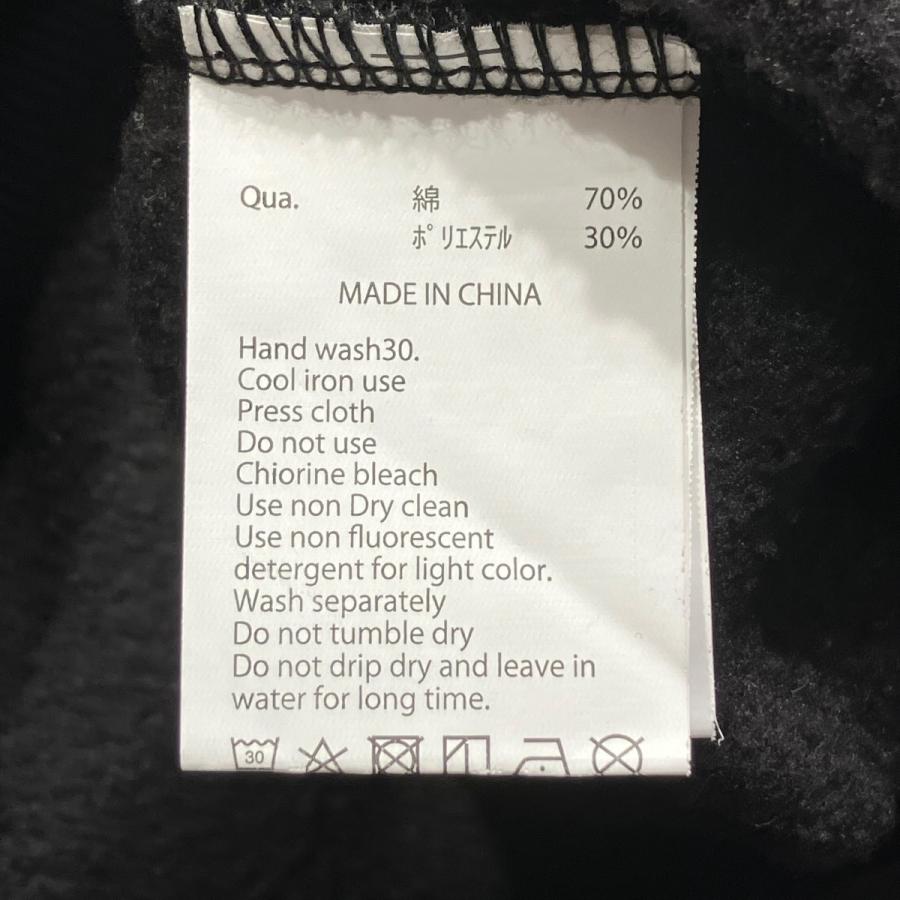 Qua. 綿 70%
ﾎﾟﾘｴｽﾃﾙ 30%
MADE IN CHINA
Hand wash30.
Cool iron use
Press cloth
Do not use
Chiorine bleach
Use non Dry clean
Use non fluorescent
detergent for light color.
Wash separately
Do not tumble dry
Do not drip dry and leave in
water for long time.
30